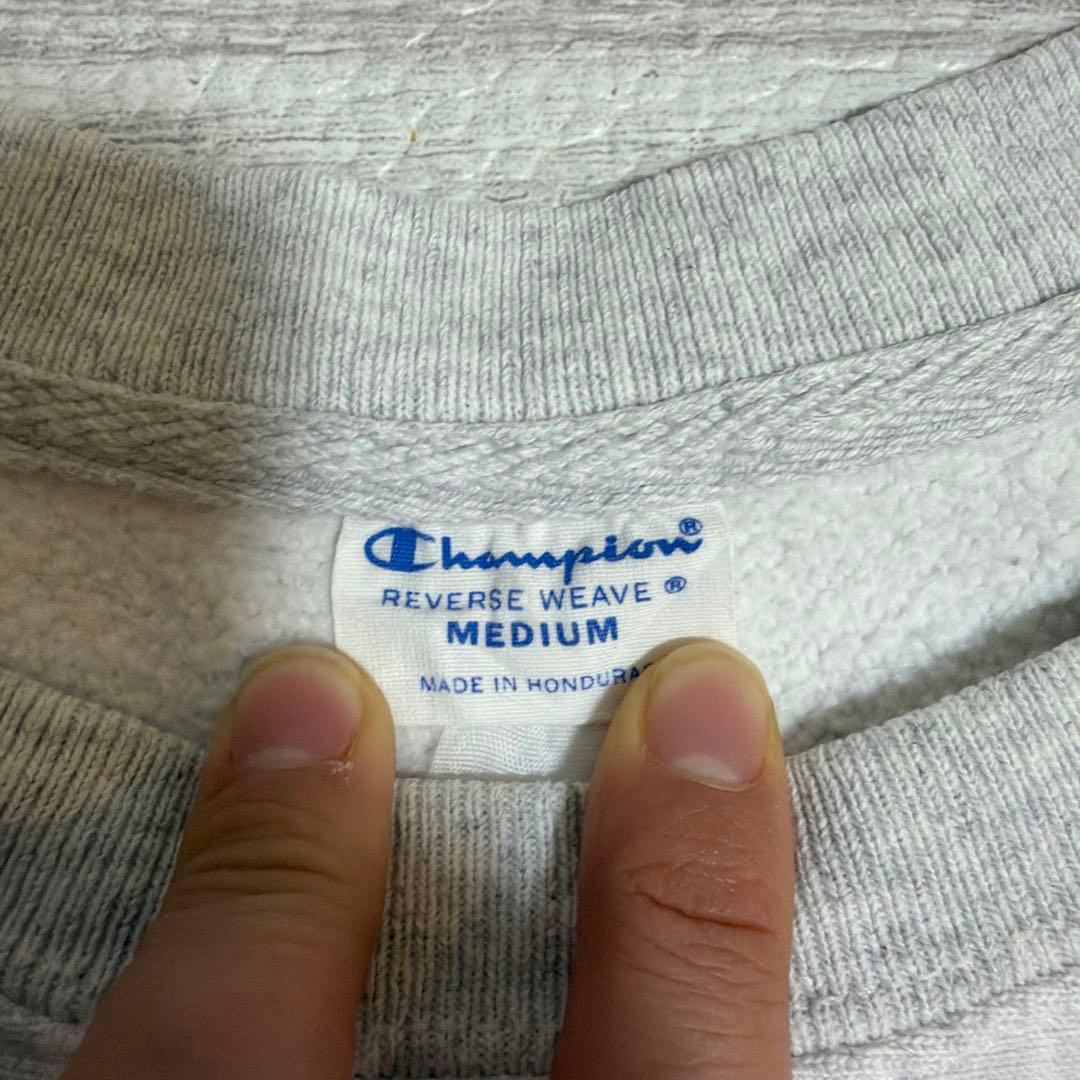 Champion®
REVERSE WEAVE ®
MEDIUM
MADE IN HONDURAS